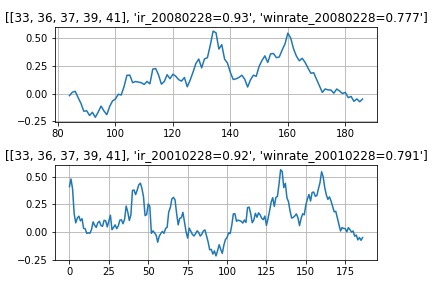 [[33, 36, 37, 39, 41], 'ir_20080228=0.93', 'winrate_20080228=0.777']
0.50
0.25
0.00
−0.25
80 100 120 140 160 180
[[33, 36, 37, 39, 41], 'ir_20010228=0.92', 'winrate_20010228=0.791']
0.50
0.25
0.00
−0.25
0 25 50 75 100 125 150 175